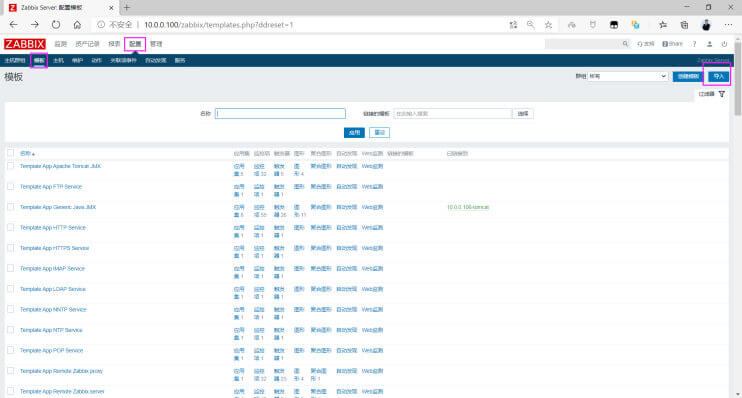 Zabbix Server: 配置模板
不安全 10.0.0.100/zabbix/templates.php?ddreset=1
ZABBIX 监测 资产记录 报表 配置 管理 支持 Share ?
主机群组 模板 主机 维护 动作 关联项事件 自动发现 服务 Zabbix Server
模板 群组 所有 创建模板 导入
过滤器
名称 链接的模板 在此输入搜索 选择
应用 重设
名称 应用集 监控项 触发器 图形 聚合图形 自动发现 Web监测 链接的模板 已链接到
Template App Apache Tomcat JMX 应用集 5 监控项 32 触发器 5 图形 4 聚合图形 自动发现 Web监测
Template App FTP Service 应用集 1 监控项 1 触发器 1 图形 聚合图形 自动发现 Web监测
Template App Generic Java JMX 应用集 8 监控项 55 触发器 26 图形 11 聚合图形 自动发现 Web监测 10.0.0.106-tomcat
Template App HTTP Service 应用集 1 监控项 1 触发器 1 图形 聚合图形 自动发现 Web监测
Template App HTTPS Service 应用集 1 监控项 1 触发器 1 图形 聚合图形 自动发现 Web监测
Template App IMAP Service 应用集 1 监控项 1 触发器 1 图形 聚合图形 自动发现 Web监测
Template App LDAP Service 应用集 1 监控项 1 触发器 1 图形 聚合图形 自动发现 Web监测
Template App NNTP Service 应用集 1 监控项 1 触发器 1 图形 聚合图形 自动发现 Web监测
Template App NTP Service 应用集 1 监控项 1 触发器 1 图形 聚合图形 自动发现 Web监测
Template App POP Service 应用集 1 监控项 1 触发器 1 图形 聚合图形 自动发现 Web监测
Template App Remote Zabbix proxy 应用集 1 监控项 22 触发器 25 图形 4 聚合图形 1 自动发现 Web监测
Template App Remote Zabbix server 应用 监控 触发 图 聚合图 自动发现 Web监测